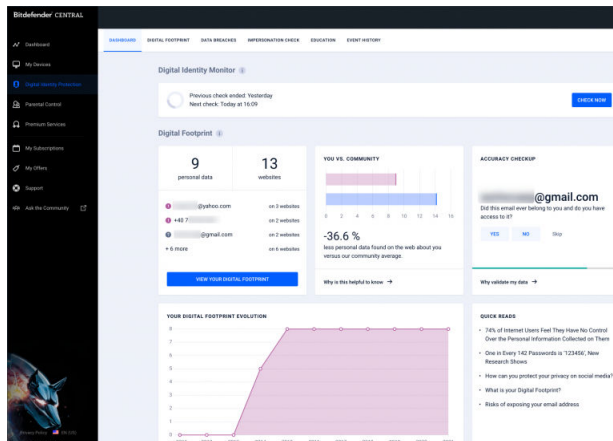 Bitdefender CENTRAL
Dashboard
My Devices
Digital Identity Protection
Parental Control
Premium Services
My Subscriptions
My Offers
Support
Ask the Community
Privacy Policy
DASHBOARD DIGITAL FOOTPRINT DATA BREACHES IMPERSONATION CHECK EDUCATION EVENT HISTORY
Digital Identity Monitor
Previous check ended: Yesterday
Next check: Today at 16:09
CHECK NOW
Digital Footprint
9
personal data
13
websites
@yahoo.com on 3 websites
+40 7 on 2 websites
@gmail.com on 2 websites
+ 6 more on 6 websites
VIEW YOUR DIGITAL FOOTPRINT
YOU VS. COMMUNITY
0 2 4 6 8 10 12 14 16
-36.6 %
less personal data found on the web about you
versus our community average.
Why is this helpful to know →
ACCURACY CHECKUP
@gmail.com
Did this email ever belong to you and do you have
access to it?
YES NO Skip
Why validate my data →
YOUR DIGITAL FOOTPRINT EVOLUTION
8
7
6
5
4
3
2
1
0
QUICK READS
• 74% of Internet Users Feel They Have No Control
Over the Personal Information Collected on Them
• One in Every 142 Passwords is '123456', New
Research Shows
• How can you protect your privacy on social media?
• What is your Digital Footprint?
• Risks of exposing your email address